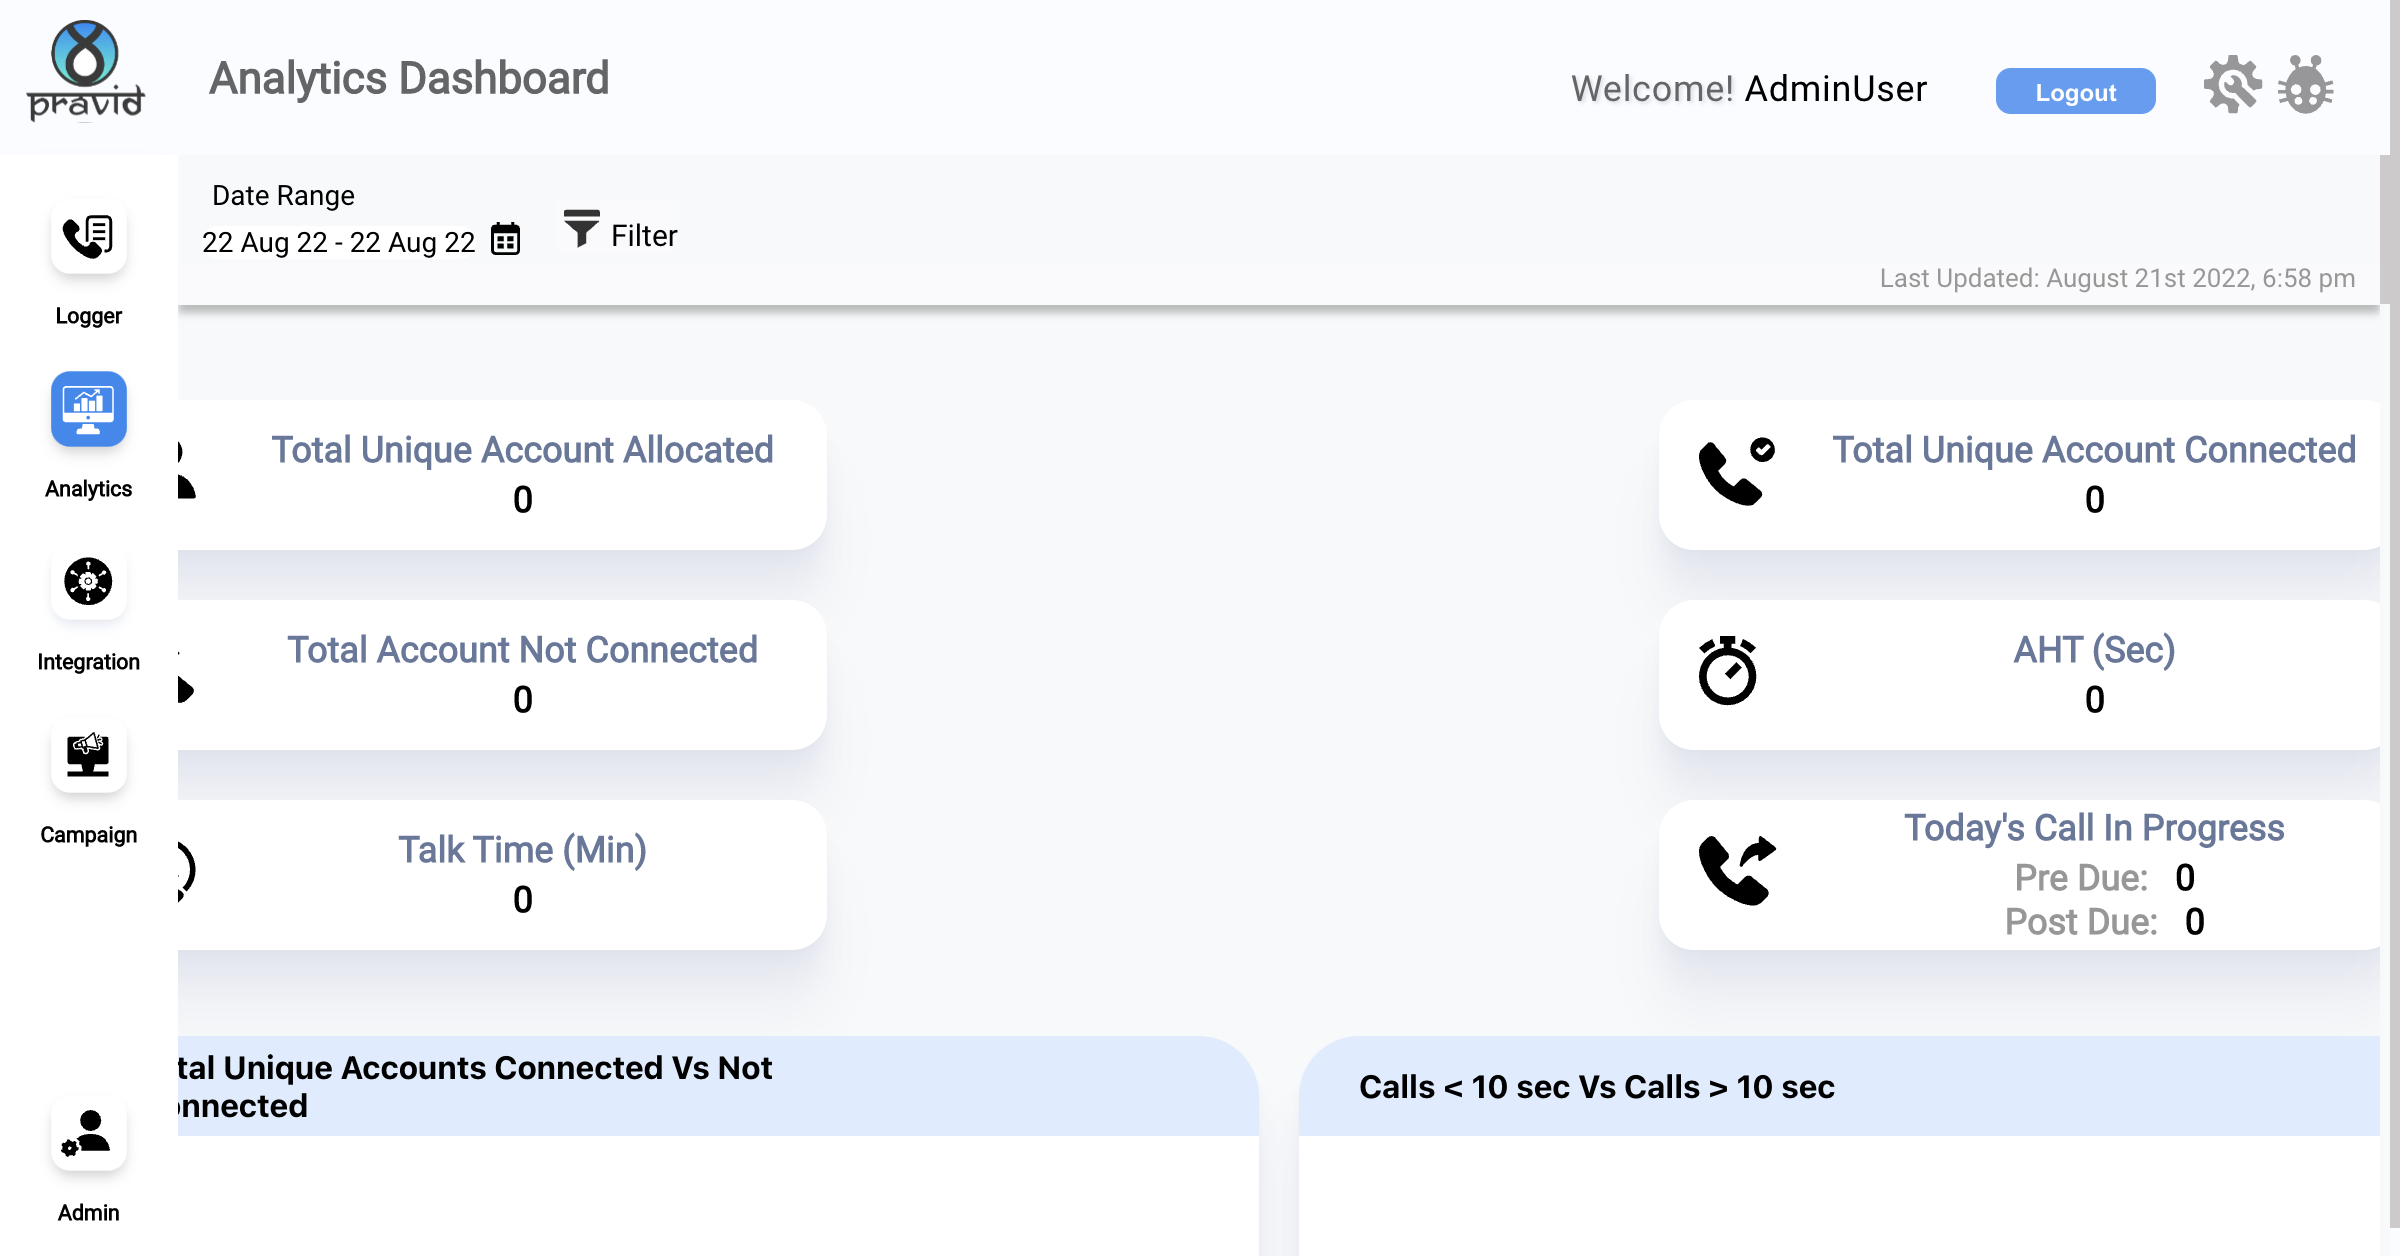 pravid
Analytics Dashboard
Welcome! AdminUser
Logout
Date Range
22 Aug 22 - 22 Aug 22
Filter
Last Updated: August 21st 2022, 6:58 pm
Logger
Analytics
Integration
Campaign
Admin
Total Unique Account Allocated
0
Total Unique Account Connected
0
Total Account Not Connected
0
AHT (Sec)
0
Talk Time (Min)
0
Today's Call In Progress
Pre Due: 0
Post Due: 0
tal Unique Accounts Connected Vs Not
nnected
Calls < 10 sec Vs Calls > 10 sec